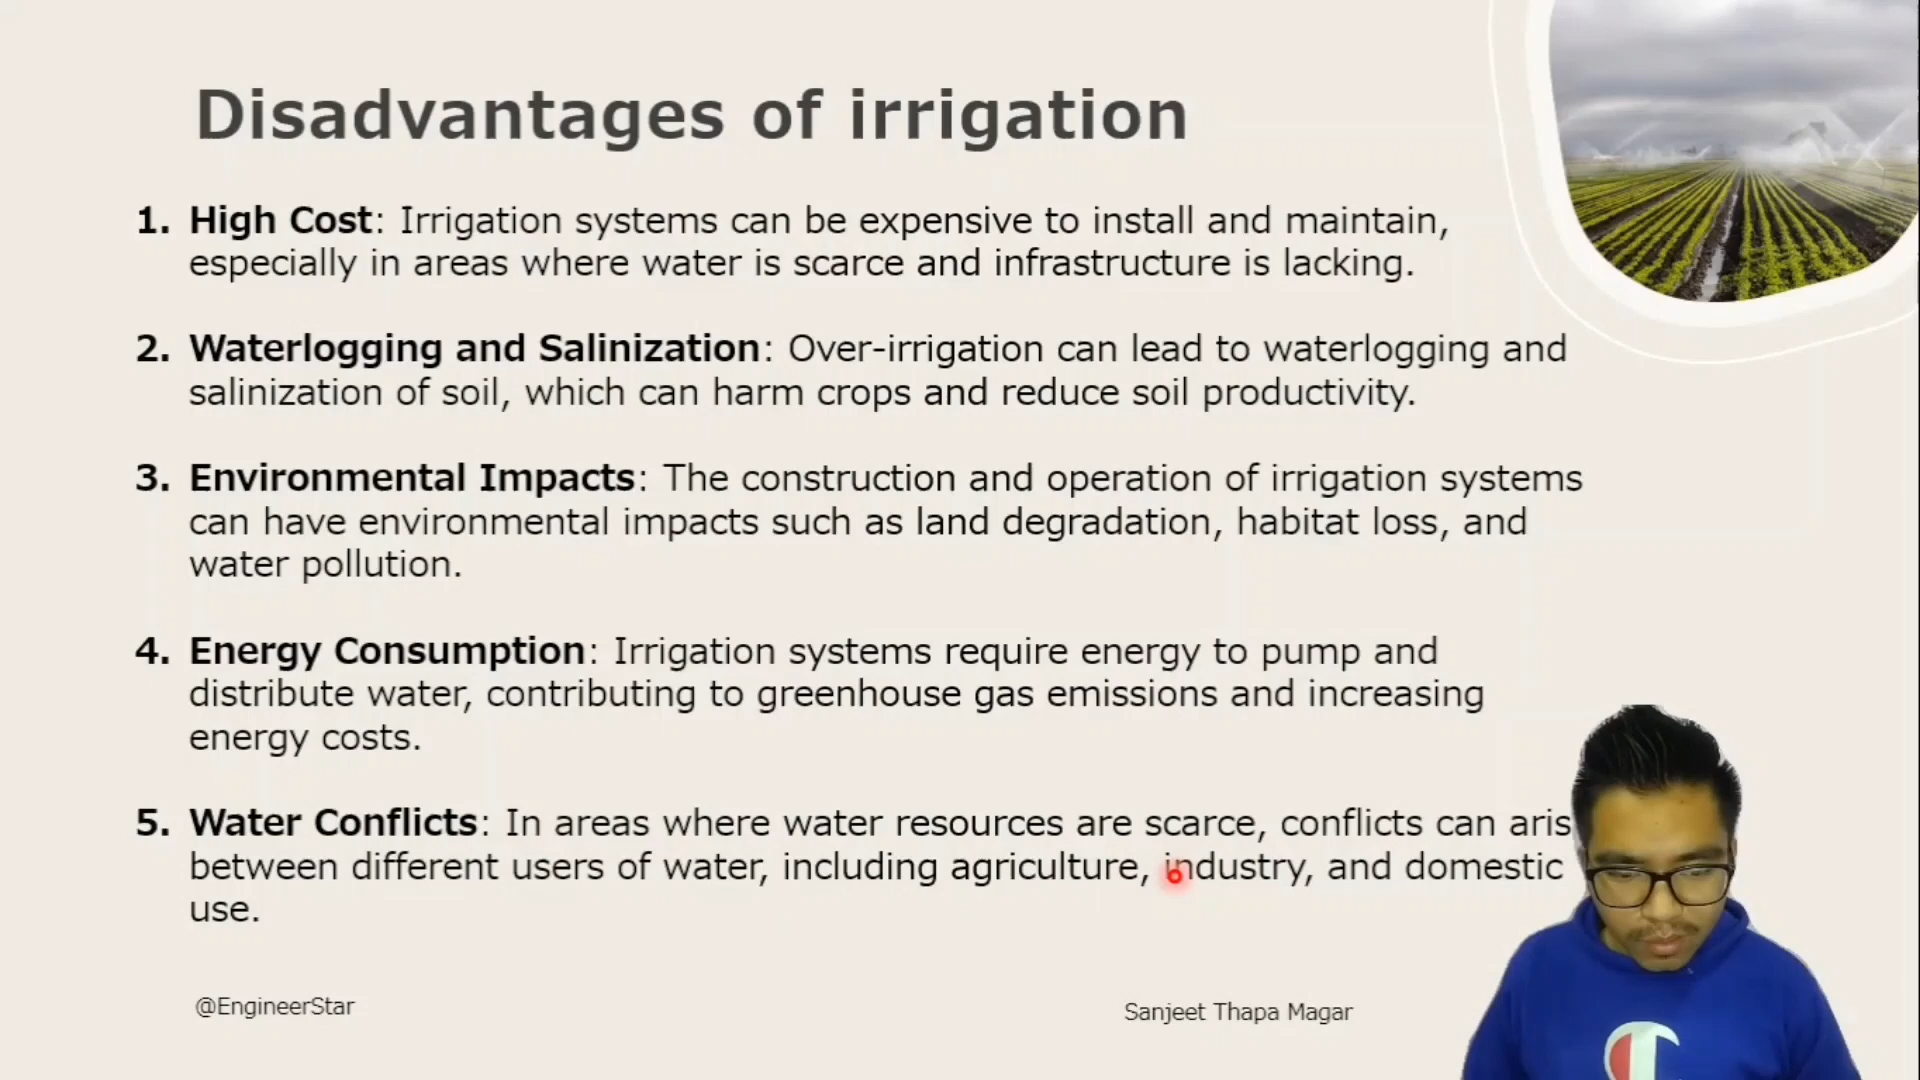 Disadvantages of irrigation
1. High Cost: Irrigation systems can be expensive to install and maintain,
especially in areas where water is scarce and infrastructure is lacking.
2. Waterlogging and Salinization: Over-irrigation can lead to waterlogging and
salinization of soil, which can harm crops and reduce soil productivity.
3. Environmental Impacts: The construction and operation of irrigation systems
can have environmental impacts such as land degradation, habitat loss, and
water pollution.
4. Energy Consumption: Irrigation systems require energy to pump and
distribute water, contributing to greenhouse gas emissions and increasing
energy costs.
5. Water Conflicts: In areas where water resources are scarce, conflicts can aris
between different users of water, including agriculture, industry, and domestic
use.
@EngineerStar
Sanjeet Thapa Magar